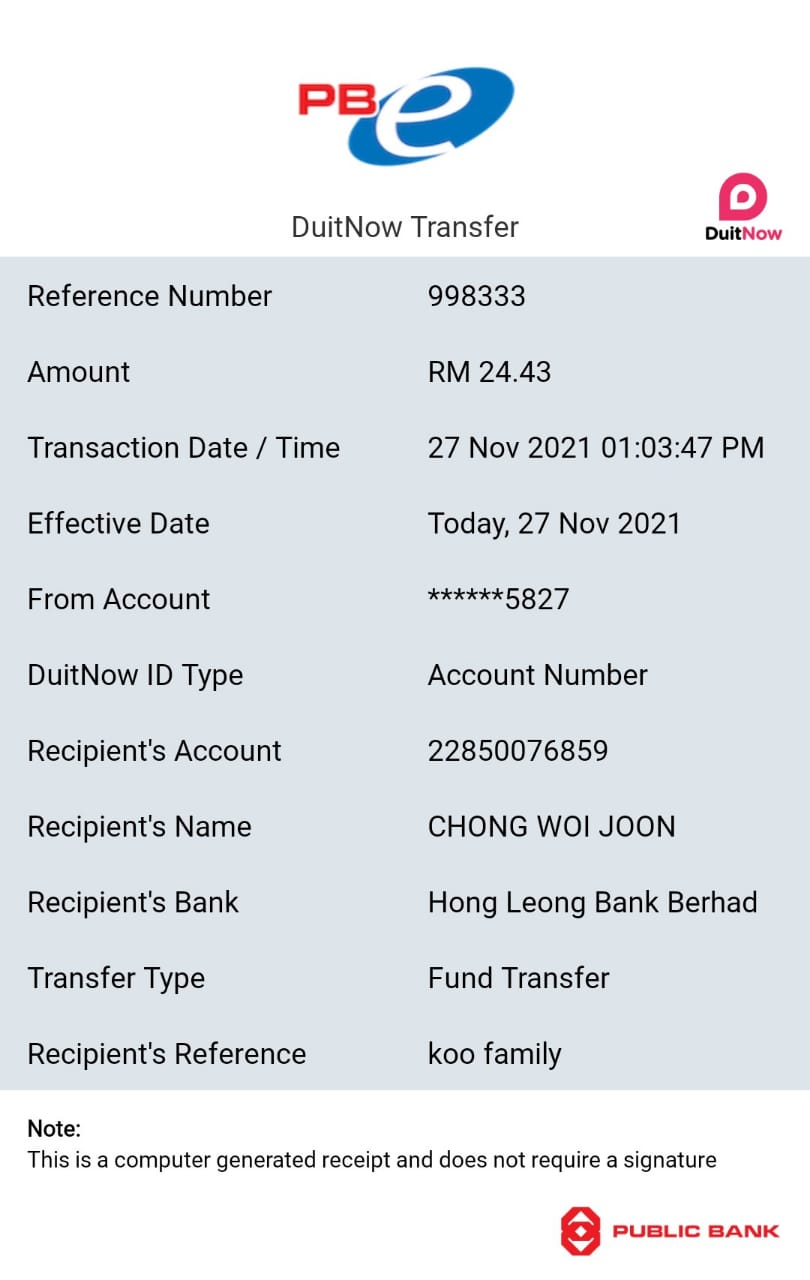 PBe
DuitNow Transfer
DuitNow
Reference Number 998333
Amount RM 24.43
Transaction Date / Time 27 Nov 2021 01:03:47 PM
Effective Date Today, 27 Nov 2021
From Account ******5827
DuitNow ID Type Account Number
Recipient's Account 22850076859
Recipient's Name CHONG WOI JOON
Recipient's Bank Hong Leong Bank Berhad
Transfer Type Fund Transfer
Recipient's Reference koo family
Note:
This is a computer generated receipt and does not require a signature
PUBLIC BANK